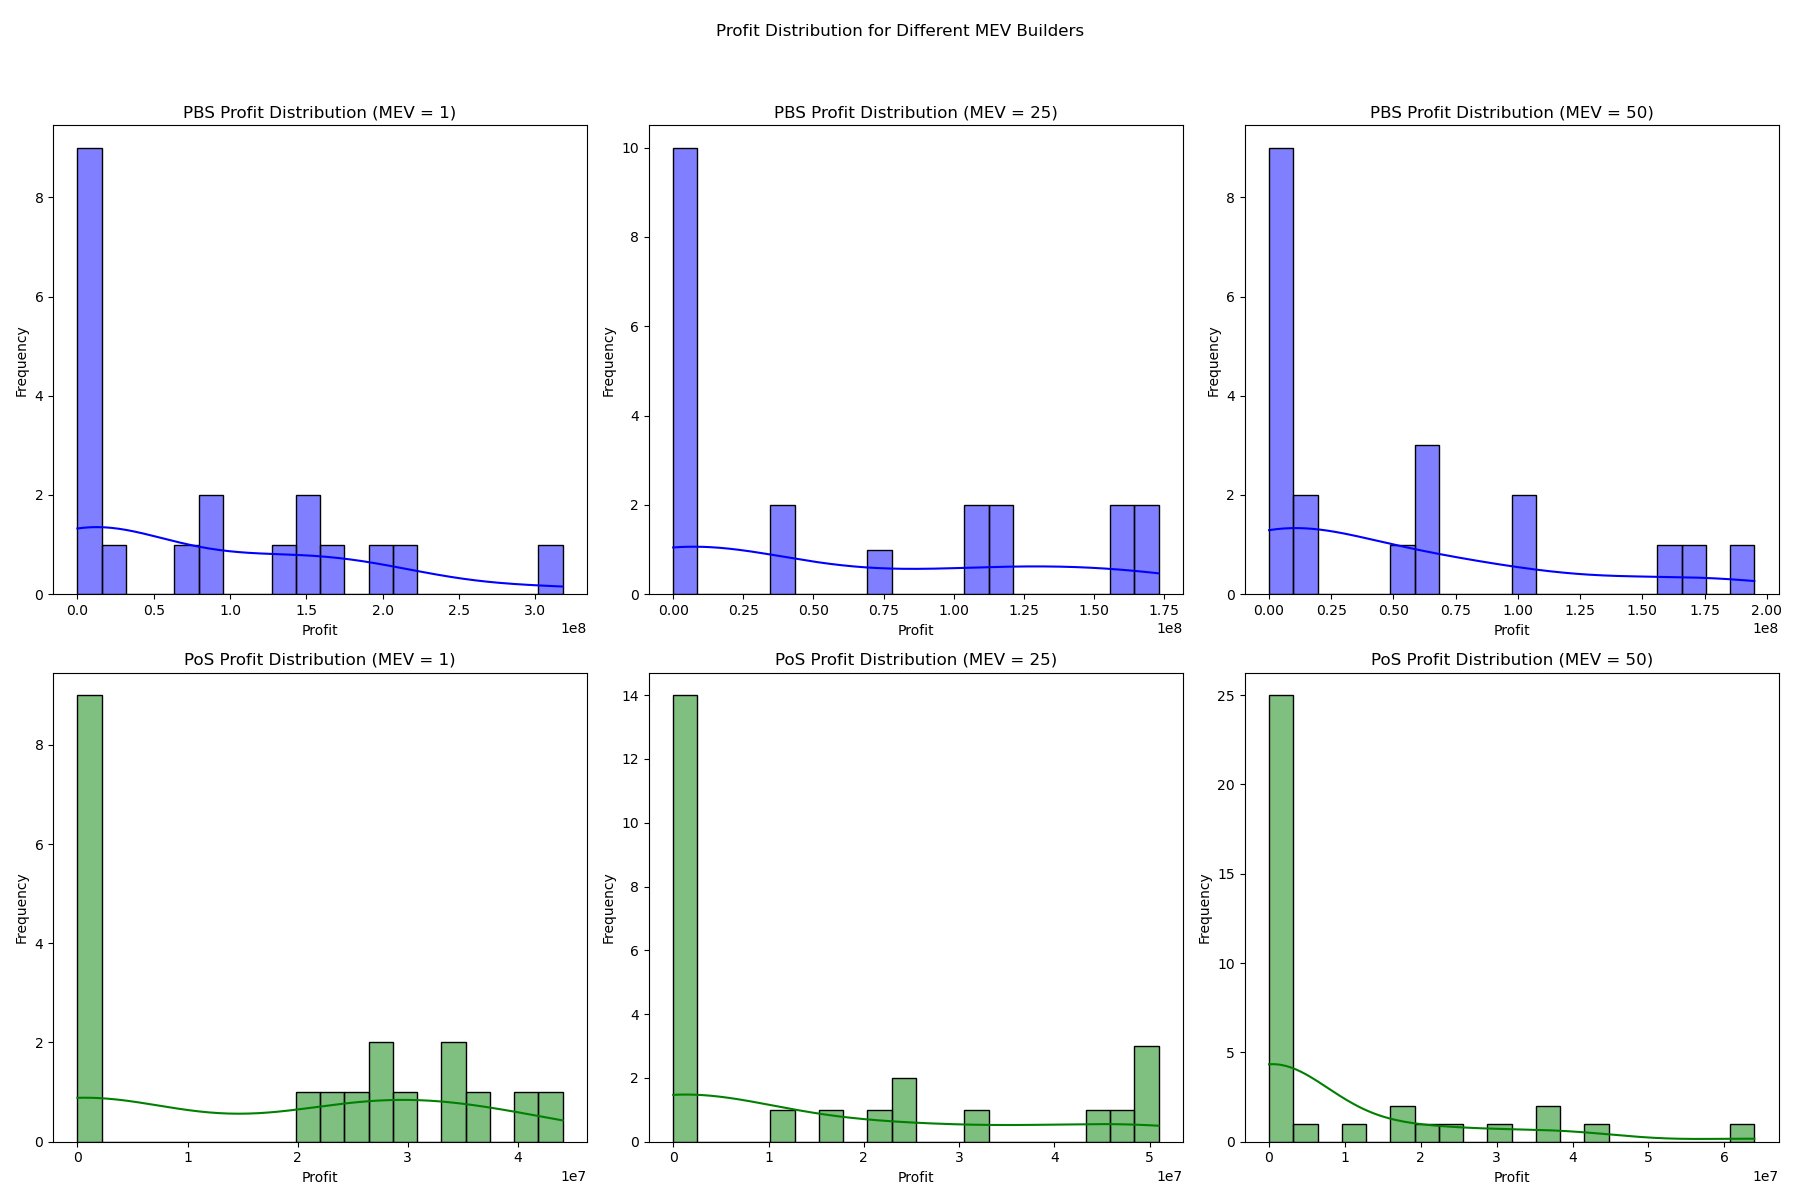 Profit Distribution for Different MEV Builders
PBS Profit Distribution (MEV = 1)
8
6
4
2
0
Frequency
0.0 0.5 1.0 1.5 2.0 2.5 3.0
Profit
1e8
PBS Profit Distribution (MEV = 25)
10
8
6
4
2
0
Frequency
0.00 0.25 0.50 0.75 1.00 1.25 1.50 1.75
Profit
1e8
PBS Profit Distribution (MEV = 50)
8
6
4
2
0
Frequency
0.00 0.25 0.50 0.75 1.00 1.25 1.50 1.75 2.00
Profit
1e8
PoS Profit Distribution (MEV = 1)
8
6
4
2
0
Frequency
0 1 2 3 4
Profit
1e7
PoS Profit Distribution (MEV = 25)
14
12
10
8
6
4
2
0
Frequency
0 1 2 3 4 5
Profit
1e7
PoS Profit Distribution (MEV = 50)
25
20
15
10
5
0
Frequency
0 1 2 3 4 5 6
Profit
1e7